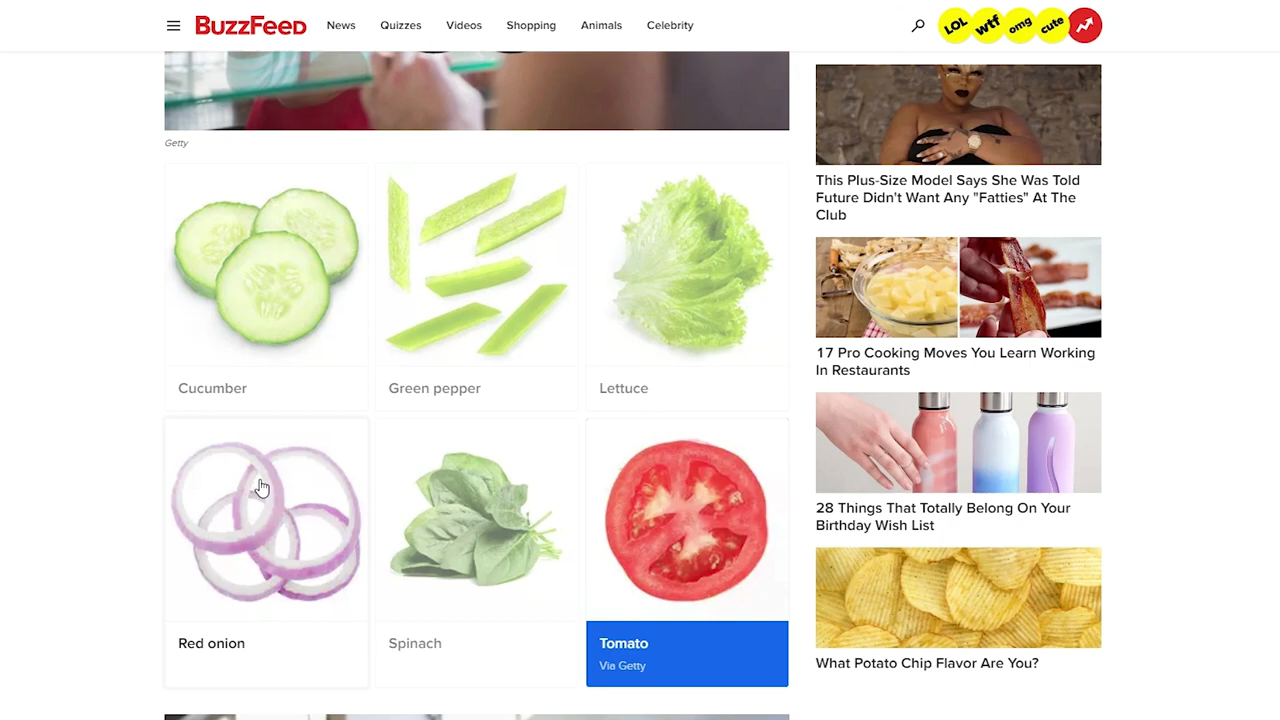 BuzzFeed
News
Quizzes
Videos
Shopping
Animals
Celebrity
LOL
wtf
omg
cute
Getty
Cucumber
Green pepper
Lettuce
Red onion
Spinach
Tomato
Via Getty
This Plus-Size Model Says She Was Told
Future Didn't Want Any "Fatties" At The
Club
17 Pro Cooking Moves You Learn Working
In Restaurants
28 Things That Totally Belong On Your
Birthday Wish List
What Potato Chip Flavor Are You?